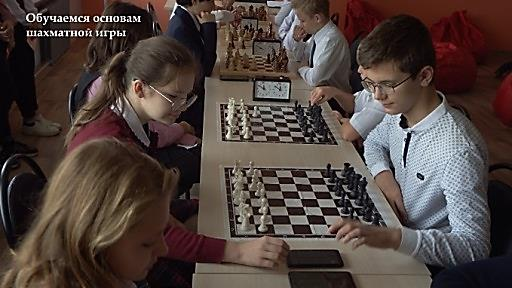 Обучаемся основам
шахматной игры